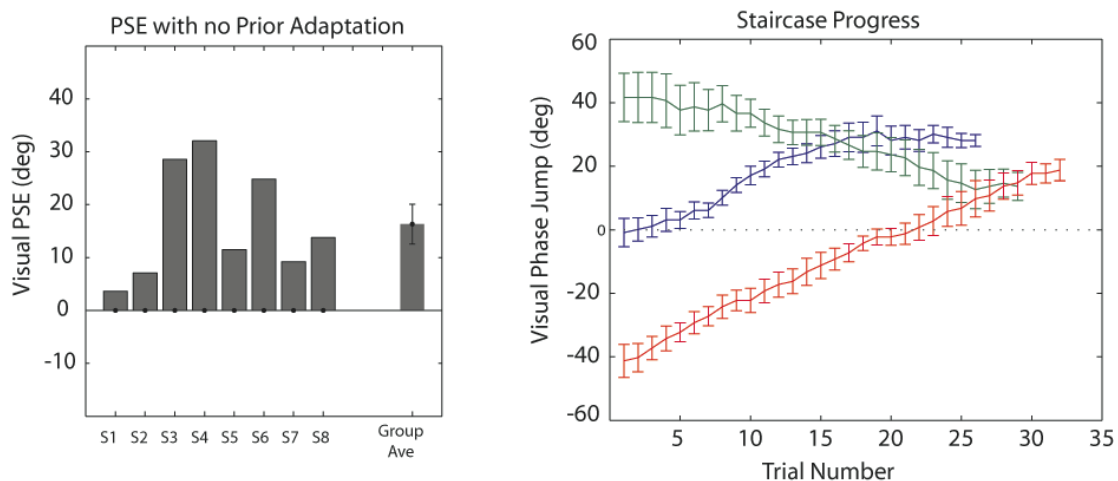 PSE with no Prior Adaptation
Visual PSE (deg)
40
30
20
10
0
-10
S1 S2 S3 S4 S5 S6 S7 S8 Group
Ave
Staircase Progress
Visual Phase Jump (deg)
60
40
20
0
-20
-40
-60
5 10 15 20 25 30 35
Trial Number